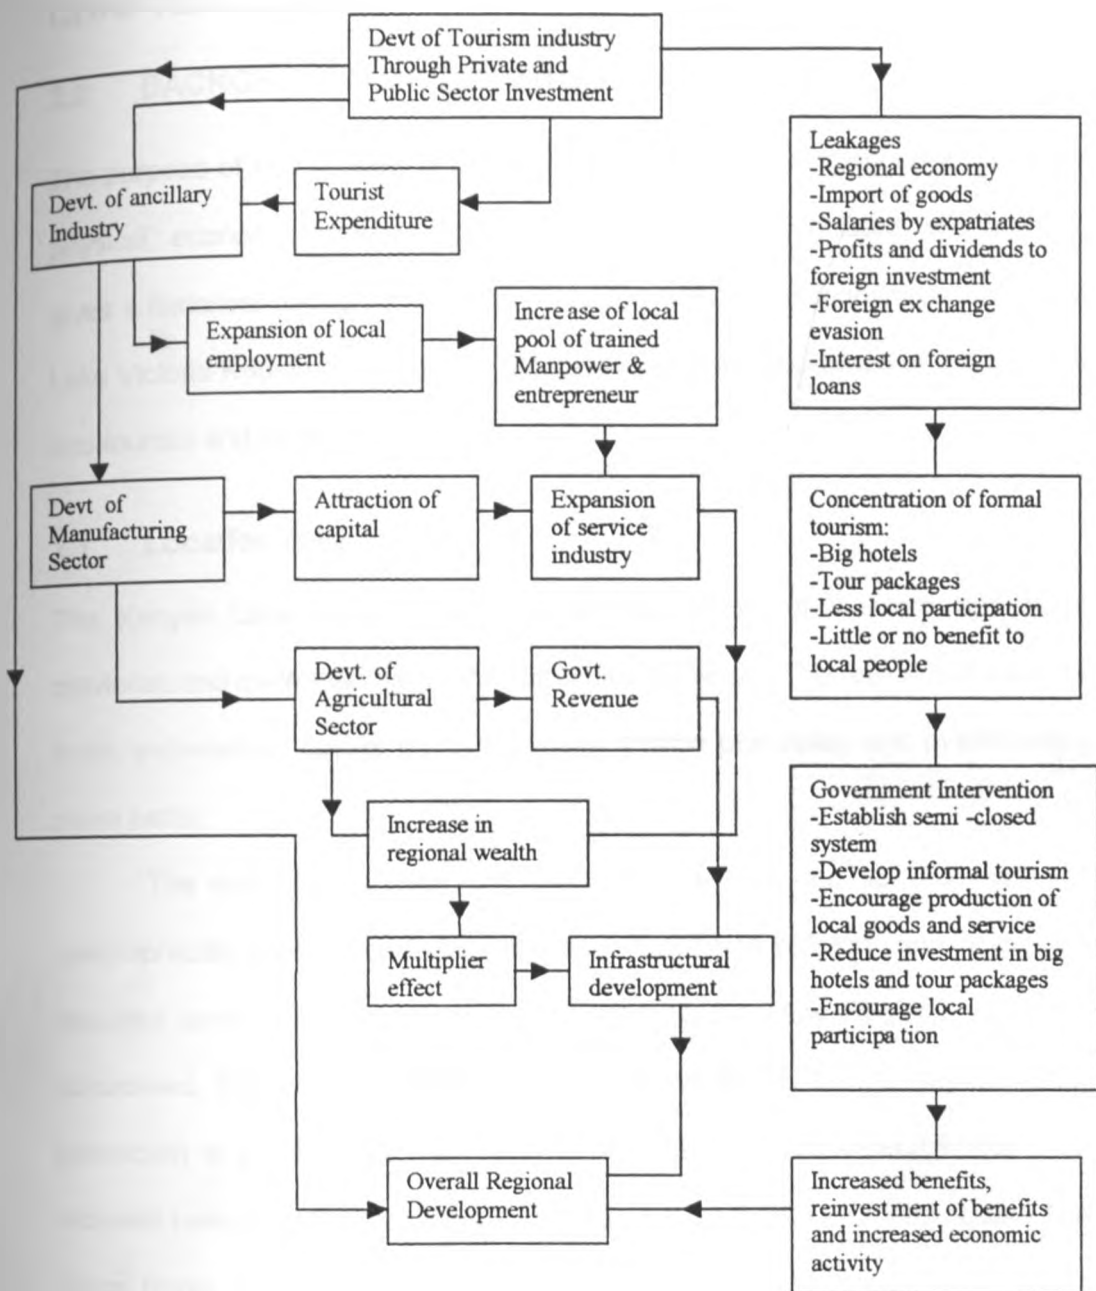 Devt of Tourism industry
Through Private and
Public Sector Investment
Leakages
-Regional economy
-Import of goods
-Salaries by expatriates
-Profits and dividends to
foreign investment
-Foreign ex change
evasion
-Interest on foreign
loans
Devt. of ancillary
Industry
Tourist
Expenditure
Expansion of local
employment
Increase of local
pool of trained
Manpower &
entrepreneur
Devt of
Manufacturing
Sector
Attraction of
capital
Expansion
of service
industry
Concentration of formal
tourism:
-Big hotels
-Tour packages
-Less local participation
-Little or no benefit to
local people
Devt. of
Agricultural
Sector
Govt.
Revenue
Government Intervention
-Establish semi -closed
system
-Develop informal tourism
-Encourage production of
local goods and service
-Reduce investment in big
hotels and tour packages
-Encourage local
participa tion
Increase in
regional wealth
Multiplier
effect
Infrastructural
development
Overall Regional
Development
Increased benefits,
reinvestment of benefits
and increased economic
activity